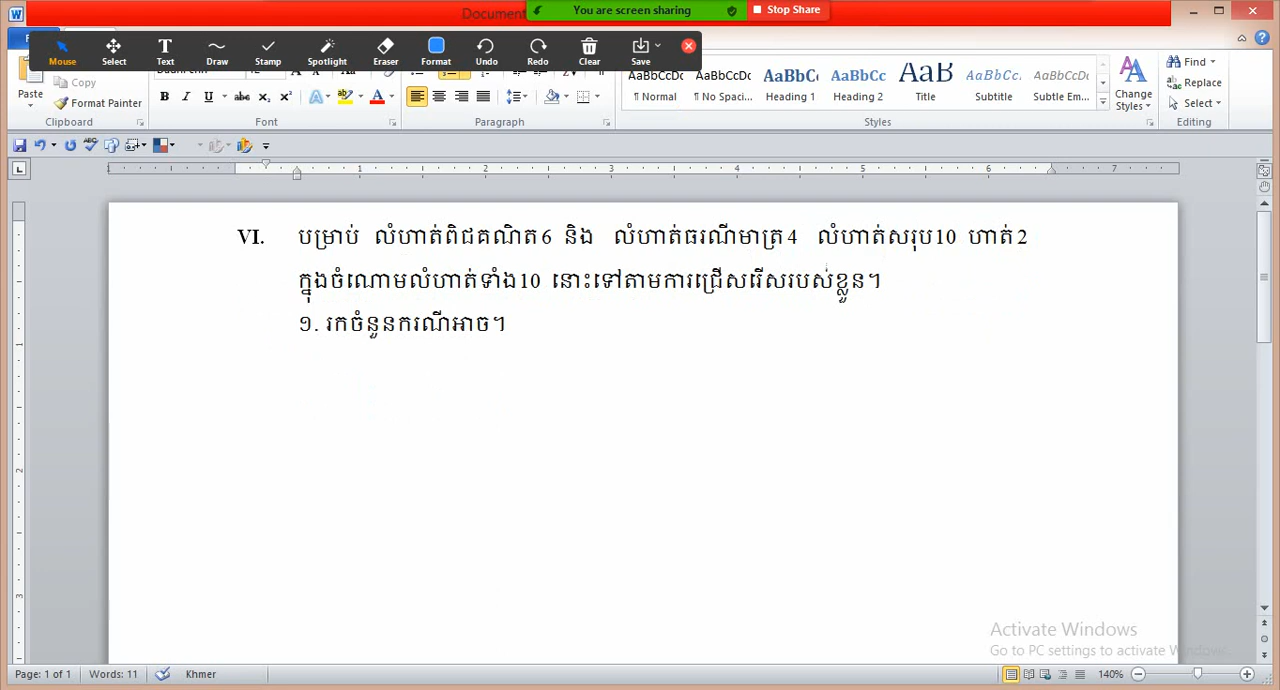 Document
You are screen sharing
Stop Share
Mouse Select Text Draw Stamp Spotlight Eraser Format Undo Redo Clear Save
Paste
Copy
Format Painter
AaBbCcDc AaBbCcDc AaBbCc AaBbCc AaB AaBbCc. AaBbCcDc
¶ Normal ¶ No Spaci... Heading 1 Heading 2 Title Subtitle Subtle Em...
Change Styles
Find
Replace
Select
Clipboard Font Paragraph Styles Editing
1 2 3 4 5 6 7
VI. បម្រាប់ លំហាត់ពិជគណិត6 និង លំហាត់ធរណីមាត្រ4 លំហាត់សរុប10 ហាត់2
ក្នុងចំណោមលំហាត់ទាំង10 នោះទៅតាមការជ្រើសរើសរបស់ខ្លួន។
១. រកចំនួនករណីអាច។
Activate Windows
Go to PC settings to activate Windows.
Page: 1 of 1 Words: 11 Khmer 140%